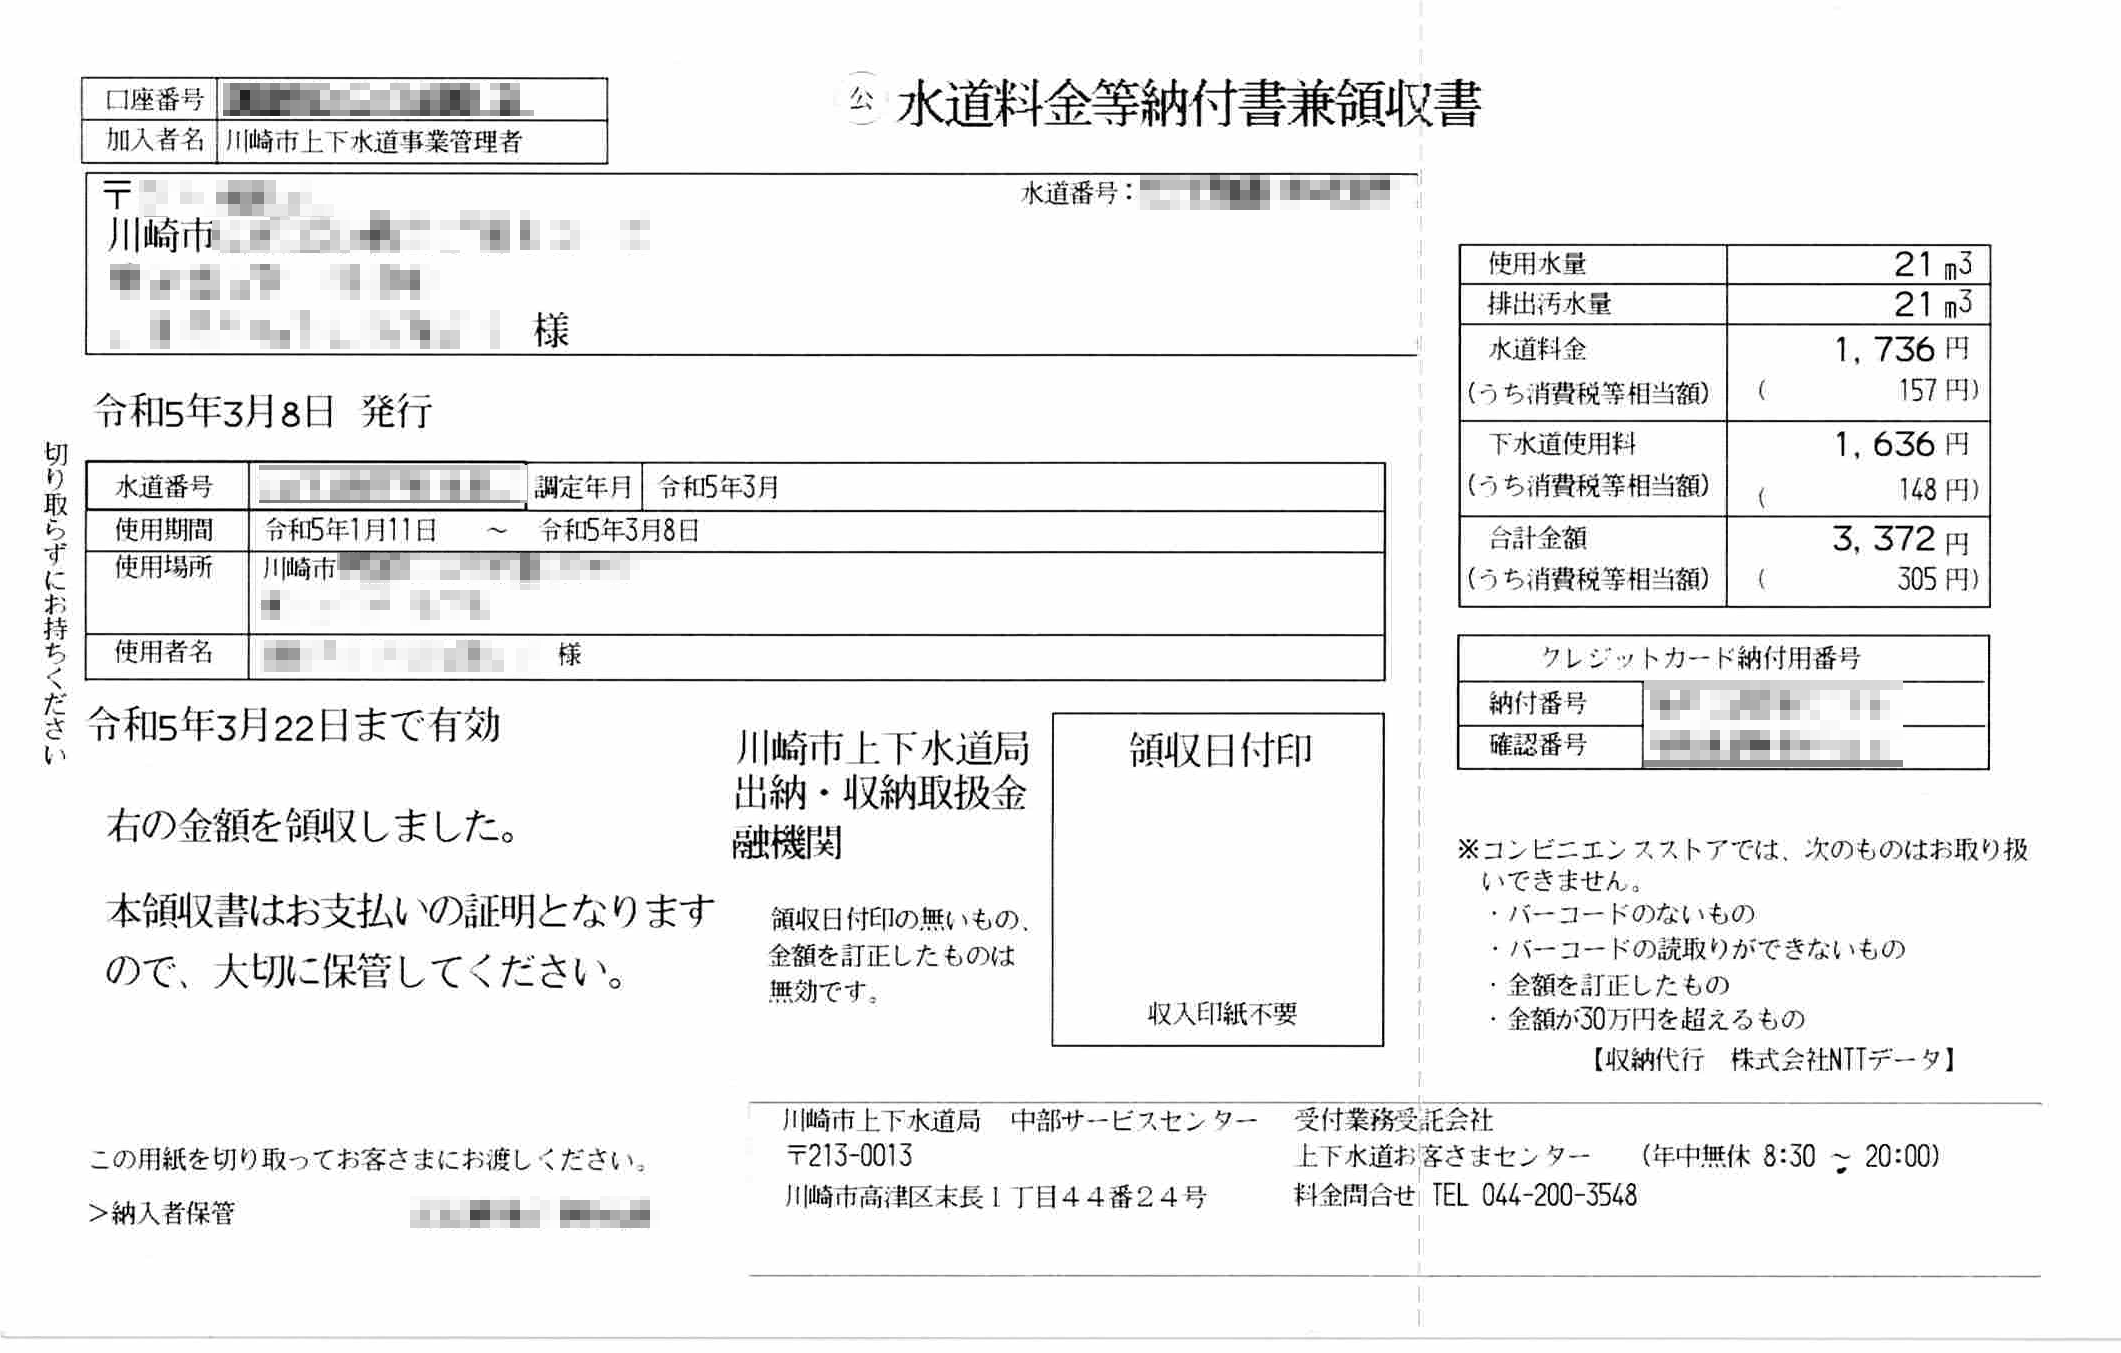 口座番号
加入者名 川崎市上下水道事業管理者
公 水道料金等納付書兼領収書
〒
川崎市
様
水道番号：
令和5年3月8日 発行
切り取らずにお持ちください
水道番号 調定年月 令和5年3月
使用期間 令和5年1月11日 ～ 令和5年3月8日
使用場所 川崎市
使用者名 様
令和5年3月22日まで有効
右の金額を領収しました。
本領収書はお支払いの証明となります
ので、大切に保管してください。
川崎市上下水道局
出納・収納取扱金
融機関
領収日付印の無いもの、
金額を訂正したものは
無効です。
領収日付印
収入印紙不要
使用水量 21 m3
排出汚水量 21 m3
水道料金 1,736 円
(うち消費税等相当額) ( 157 円)
下水道使用料 1,636 円
(うち消費税等相当額) ( 148 円)
合計金額 3,372 円
(うち消費税等相当額) ( 305 円)
クレジットカード納付用番号
納付番号
確認番号
※コンビニエンスストアでは、次のものはお取り扱
いできません。
・バーコードのないもの
・バーコードの読取りができないもの
・金額を訂正したもの
・金額が30万円を超えるもの
【収納代行 株式会社NTTデータ】
この用紙を切り取ってお客さまにお渡しください。
>納入者保管
川崎市上下水道局 中部サービスセンター
〒213-0013
川崎市高津区末長１丁目４４番２４号
受付業務受託会社
上下水道お客さまセンター (年中無休 8:30 ～ 20:00)
料金問合せ TEL 044-200-3548